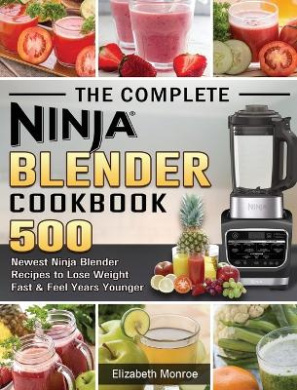 THE COMPLETE
NINJA®
BLENDER
COOKBOOK
500
Newest Ninja Blender
Recipes to Lose Weight
Fast & Feel Years Younger
NINJA
Elizabeth Monroe